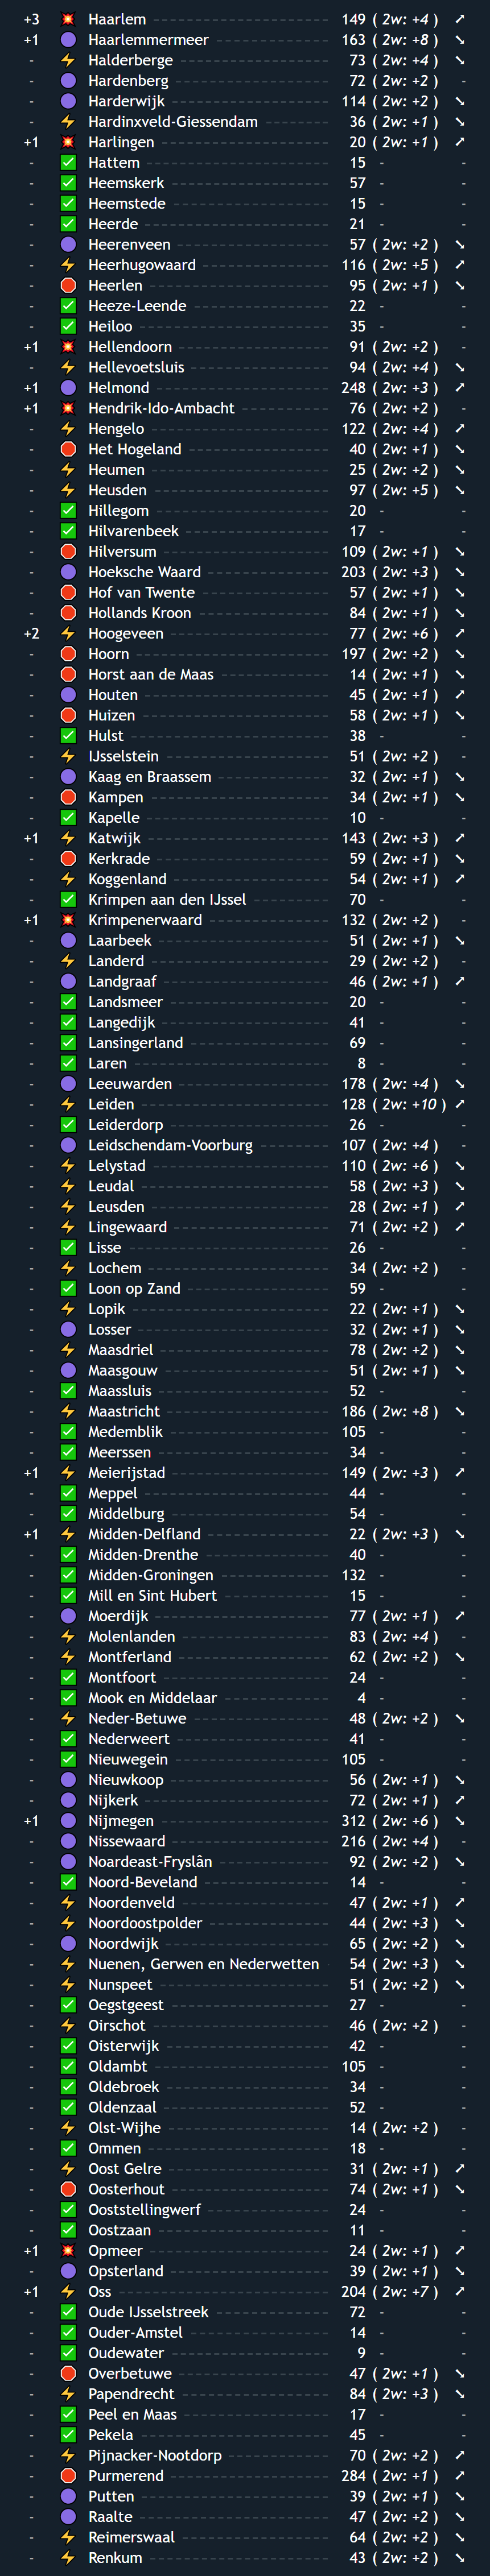 +3 💥 Haarlem 149 ( 2w: +4 ) ⭧
+1 🟣 Haarlemmermeer 163 ( 2w: +8 ) ⭨
- ⚡ Halderberge 73 ( 2w: +4 ) ⭨
- 🟣 Hardenberg 72 ( 2w: +2 ) -
- 🟣 Harderwijk 114 ( 2w: +2 ) ⭨
- ⚡ Hardinxveld-Giessendam 36 ( 2w: +1 ) ⭨
+1 💥 Harlingen 20 ( 2w: +1 ) ⭧
- ✅ Hattem 15 - -
- ✅ Heemskerk 57 - -
- ✅ Heemstede 15 - -
- ✅ Heerde 21 - -
- 🟣 Heerenveen 57 ( 2w: +2 ) ⭨
- ⚡ Heerhugowaard 116 ( 2w: +5 ) ⭧
- 🛑 Heerlen 95 ( 2w: +1 ) ⭨
- ✅ Heeze-Leende 22 - -
- ✅ Heiloo 35 - -
+1 💥 Hellendoorn 91 ( 2w: +2 ) -
- ⚡ Hellevoetsluis 94 ( 2w: +4 ) ⭨
+1 🟣 Helmond 248 ( 2w: +3 ) ⭧
+1 💥 Hendrik-Ido-Ambacht 76 ( 2w: +2 ) -
- ⚡ Hengelo 122 ( 2w: +4 ) ⭧
- 🛑 Het Hogeland 40 ( 2w: +1 ) ⭨
- ⚡ Heumen 25 ( 2w: +2 ) ⭨
- ⚡ Heusden 97 ( 2w: +5 ) ⭨
- ✅ Hillegom 20 - -
- ✅ Hilvarenbeek 17 - -
- 🛑 Hilversum 109 ( 2w: +1 ) ⭨
- 🟣 Hoeksche Waard 203 ( 2w: +3 ) ⭨
- 🛑 Hof van Twente 57 ( 2w: +1 ) ⭨
- 🛑 Hollands Kroon 84 ( 2w: +1 ) ⭨
+2 ⚡ Hoogeveen 77 ( 2w: +6 ) ⭧
- 🛑 Hoorn 197 ( 2w: +2 ) ⭨
- 🛑 Horst aan de Maas 14 ( 2w: +1 ) ⭨
- 🟣 Houten 45 ( 2w: +1 ) ⭧
- 🛑 Huizen 58 ( 2w: +1 ) ⭨
- ✅ Hulst 38 - -
- ⚡ IJsselstein 51 ( 2w: +2 ) -
- 🟣 Kaag en Braassem 32 ( 2w: +1 ) ⭨
- 🛑 Kampen 34 ( 2w: +1 ) ⭨
- ✅ Kapelle 10 - -
+1 ⚡ Katwijk 143 ( 2w: +3 ) ⭧
- 🛑 Kerkrade 59 ( 2w: +1 ) ⭨
- ⚡ Koggenland 54 ( 2w: +1 ) ⭧
- ✅ Krimpen aan den IJssel 70 - -
+1 💥 Krimpenerwaard 132 ( 2w: +2 ) -
- 🟣 Laarbeek 51 ( 2w: +1 ) ⭨
- ⚡ Landerd 29 ( 2w: +2 ) -
- 🟣 Landgraaf 46 ( 2w: +1 ) ⭧
- ✅ Landsmeer 20 - -
- ✅ Langedijk 41 - -
- ✅ Lansingerland 69 - -
- ✅ Laren 8 - -
- 🟣 Leeuwarden 178 ( 2w: +4 ) ⭨
- ⚡ Leiden 128 ( 2w: +10 ) ⭧
- ✅ Leiderdorp 26 - -
- 🟣 Leidschendam-Voorburg 107 ( 2w: +4 ) -
- ⚡ Lelystad 110 ( 2w: +6 ) ⭨
- ⚡ Leudal 58 ( 2w: +3 ) ⭨
- ⚡ Leusden 28 ( 2w: +1 ) ⭧
- ⚡ Lingewaard 71 ( 2w: +2 ) ⭧
- ✅ Lisse 26 - -
- ⚡ Lochem 34 ( 2w: +2 ) -
- ✅ Loon op Zand 59 - -
- ⚡ Lopik 22 ( 2w: +1 ) ⭨
- 🟣 Losser 32 ( 2w: +1 ) ⭨
- ⚡ Maasdriel 78 ( 2w: +2 ) ⭨
- 🟣 Maasgouw 51 ( 2w: +1 ) ⭨
- ✅ Maassluis 52 - -
- ⚡ Maastricht 186 ( 2w: +8 ) ⭨
- ✅ Medemblik 105 - -
- ✅ Meerssen 34 - -
+1 ⚡ Meierijstad 149 ( 2w: +3 ) ⭧
- ✅ Meppel 44 - -
- ✅ Middelburg 54 - -
+1 ⚡ Midden-Delfland 22 ( 2w: +3 ) ⭨
- ✅ Midden-Drenthe 40 - -
- ✅ Midden-Groningen 132 - -
- ✅ Mill en Sint Hubert 15 - -
- 🟣 Moerdijk 77 ( 2w: +1 ) ⭧
- ⚡ Molenlanden 83 ( 2w: +4 ) -
- ⚡ Montferland 62 ( 2w: +2 ) ⭨
- ✅ Montfoort 24 - -
- ✅ Mook en Middelaar 4 - -
- ⚡ Neder-Betuwe 48 ( 2w: +2 ) ⭨
- ✅ Nederweert 41 - -
- ✅ Nieuwegein 105 - -
- 🟣 Nieuwkoop 56 ( 2w: +1 ) ⭨
- 🟣 Nijkerk 72 ( 2w: +1 ) ⭧
+1 🟣 Nijmegen 312 ( 2w: +6 ) ⭨
- 🟣 Nissewaard 216 ( 2w: +4 ) -
- 🟣 Noardeast-Fryslân 92 ( 2w: +2 ) ⭨
- ✅ Noord-Beveland 14 - -
- ⚡ Noordenveld 47 ( 2w: +1 ) ⭧
- ⚡ Noordoostpolder 44 ( 2w: +3 ) ⭨
- 🟣 Noordwijk 65 ( 2w: +2 ) ⭨
- ⚡ Nuenen, Gerwen en Nederwetten 54 ( 2w: +3 ) ⭨
- ⚡ Nunspeet 51 ( 2w: +2 ) ⭨
- ✅ Oegstgeest 27 - -
- ⚡ Oirschot 46 ( 2w: +2 ) -
- ✅ Oisterwijk 42 - -
- ✅ Oldambt 105 - -
- ✅ Oldebroek 34 - -
- ✅ Oldenzaal 52 - -
- ⚡ Olst-Wijhe 14 ( 2w: +2 ) -
- ✅ Ommen 18 - -
- ⚡ Oost Gelre 31 ( 2w: +1 ) ⭧
- 🛑 Oosterhout 74 ( 2w: +1 ) ⭨
- ✅ Ooststellingwerf 24 - -
- ✅ Oostzaan 11 - -
+1 💥 Opmeer 24 ( 2w: +1 ) ⭧
- 🟣 Opsterland 39 ( 2w: +1 ) ⭨
+1 ⚡ Oss 204 ( 2w: +7 ) ⭧
- ✅ Oude IJsselstreek 72 - -
- ✅ Ouder-Amstel 14 - -
- ✅ Oudewater 9 - -
- 🛑 Overbetuwe 47 ( 2w: +1 ) ⭨
- ⚡ Papendrecht 84 ( 2w: +3 ) ⭨
- ✅ Peel en Maas 17 - -
- ✅ Pekela 45 - -
- ⚡ Pijnacker-Nootdorp 70 ( 2w: +2 ) ⭧
- 🛑 Purmerend 284 ( 2w: +1 ) ⭨
- 🟣 Putten 39 ( 2w: +1 ) ⭨
- 🟣 Raalte 47 ( 2w: +2 ) ⭨
- ⚡ Reimerswaal 64 ( 2w: +2 ) ⭨
- ⚡ Renkum 43 ( 2w: +2 ) ⭨